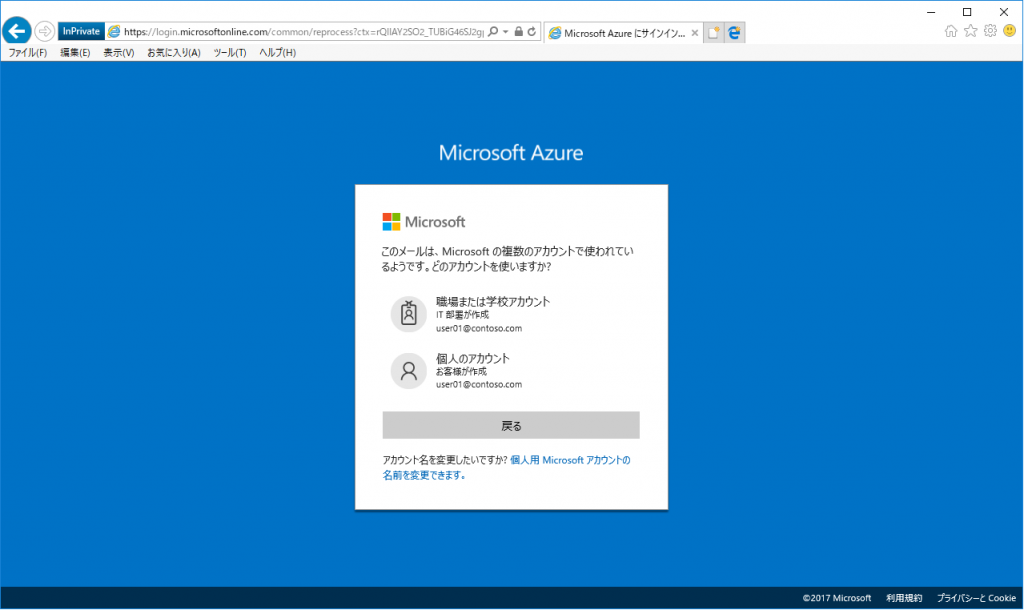 InPrivate
https://login.microsoftonline.com/common/reprocess?ctx=
Microsoft Azure にサインイン...
ファイル(F) 編集(E) 表示(V) お気に入り(A) ツール(T) ヘルプ(H)
Microsoft Azure
Microsoft
このメールは、Microsoft の複数のアカウントで使われてい
るようです。どのアカウントを使いますか?
職場または学校アカウント
IT 部署が作成
user01@contoso.com
個人のアカウント
お客様が作成
user01@contoso.com
戻る
アカウント名を変更したいですか? 個人用 Microsoft アカウントの
名前を変更できます。
©2017 Microsoft 利用規約 プライバシーと Cookie